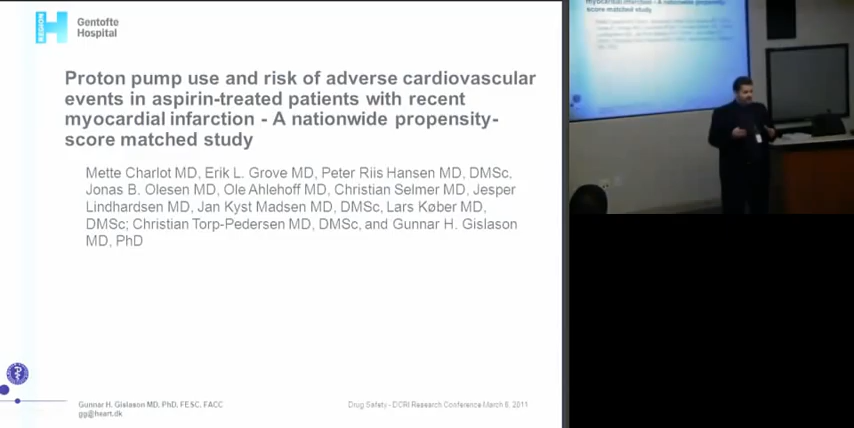 REGION
H
Gentofte
Hospital
Proton pump use and risk of adverse cardiovascular
events in aspirin-treated patients with recent
myocardial infarction - A nationwide propensity-
score matched study
Mette Charlot MD, Erik L. Grove MD, Peter Riis Hansen MD, DMSc,
Jonas B. Olesen MD, Ole Ahlehoff MD, Christian Selmer MD, Jesper
Lindhardsen MD, Jan Kyst Madsen MD, DMSc, Lars Køber MD,
DMSc; Christian Torp-Pedersen MD, DMSc, and Gunnar H. Gislason
MD, PhD
Gunnar H. Gislason MD, PhD, FESC, FACC
gg@heart.dk
Drug Safety - DCRI Research Conference March 8, 2011
myocardial infarction - A nationwide propensity-
score matched study